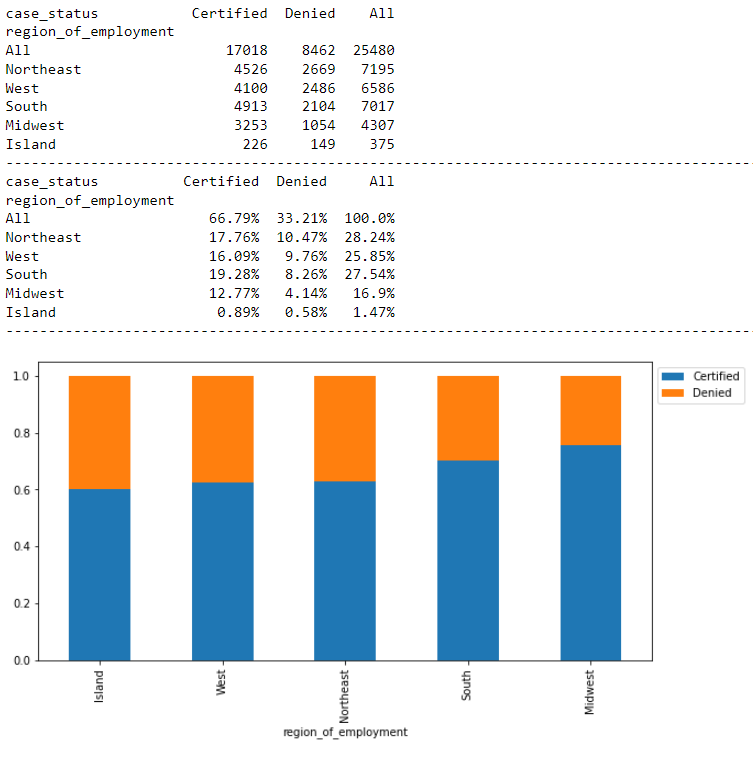 case_status Certified Denied All
region_of_employment
All 17018 8462 25480
Northeast 4526 2669 7195
West 4100 2486 6586
South 4913 2104 7017
Midwest 3253 1054 4307
Island 226 149 375
------------------------------------------------------------------------------------------
case_status Certified Denied All
region_of_employment
All 66.79% 33.21% 100.0%
Northeast 17.76% 10.47% 28.24%
West 16.09% 9.76% 25.85%
South 19.28% 8.26% 27.54%
Midwest 12.77% 4.14% 16.9%
Island 0.89% 0.58% 1.47%
------------------------------------------------------------------------------------------
Certified
Denied
1.0
0.8
0.6
0.4
0.2
0.0
Island West Northeast South Midwest
region_of_employment